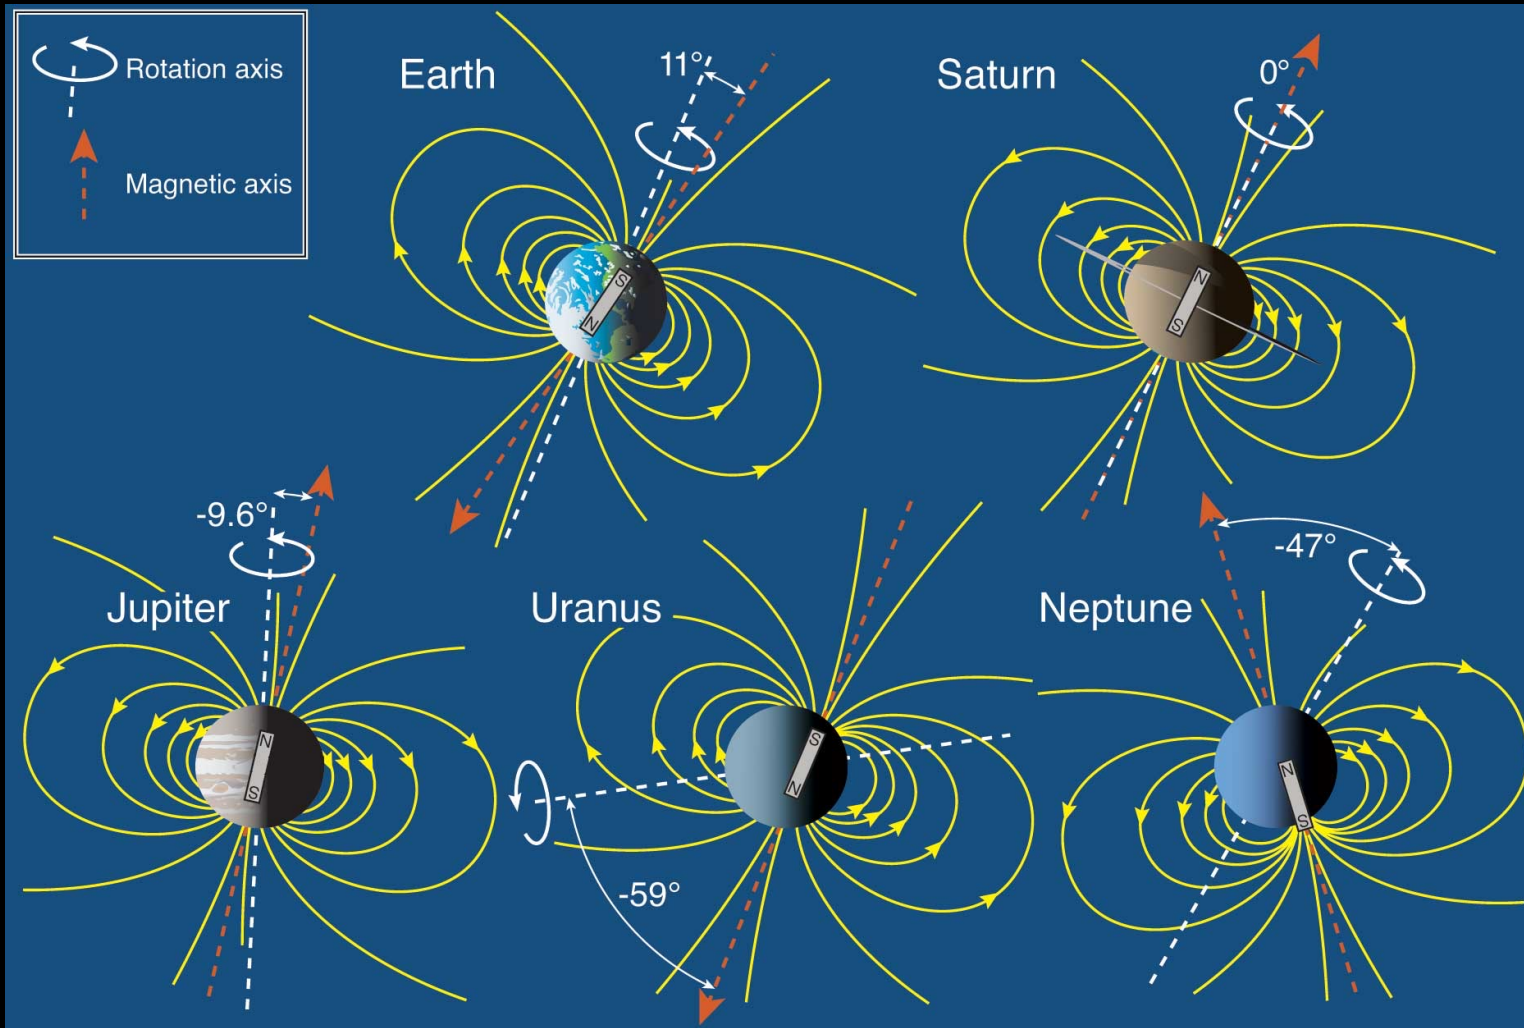 Rotation axis
Magnetic axis
Earth
11°
S
N
Saturn
0°
N
S
-9.6°
Jupiter
N
S
Uranus
S
N
-59°
-47°
Neptune
N
S